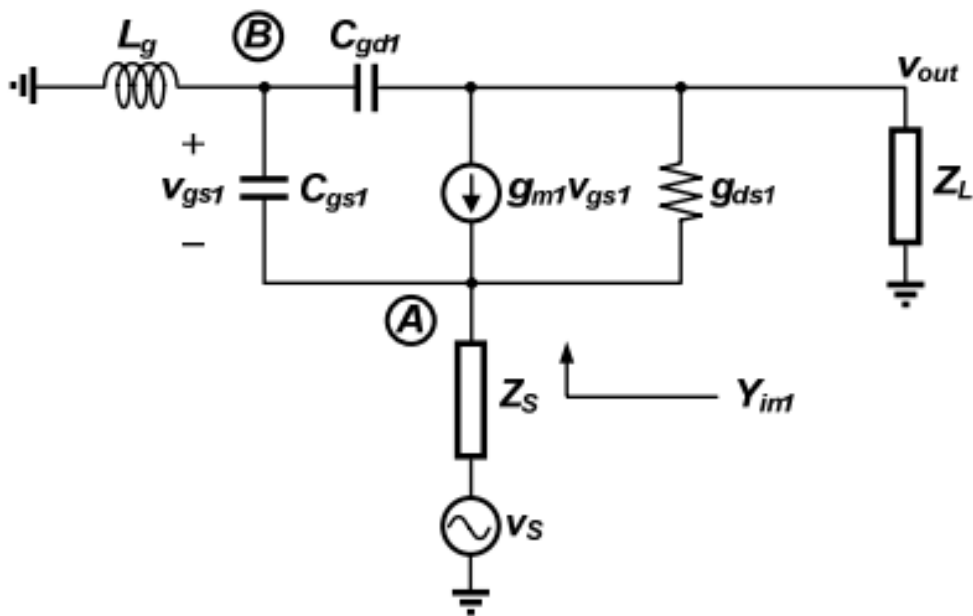 Lg
B
Cgd1
vout
+
vgs1
−
Cgs1
gm1vgs1
gds1
ZL
A
ZS
Yin1
vS